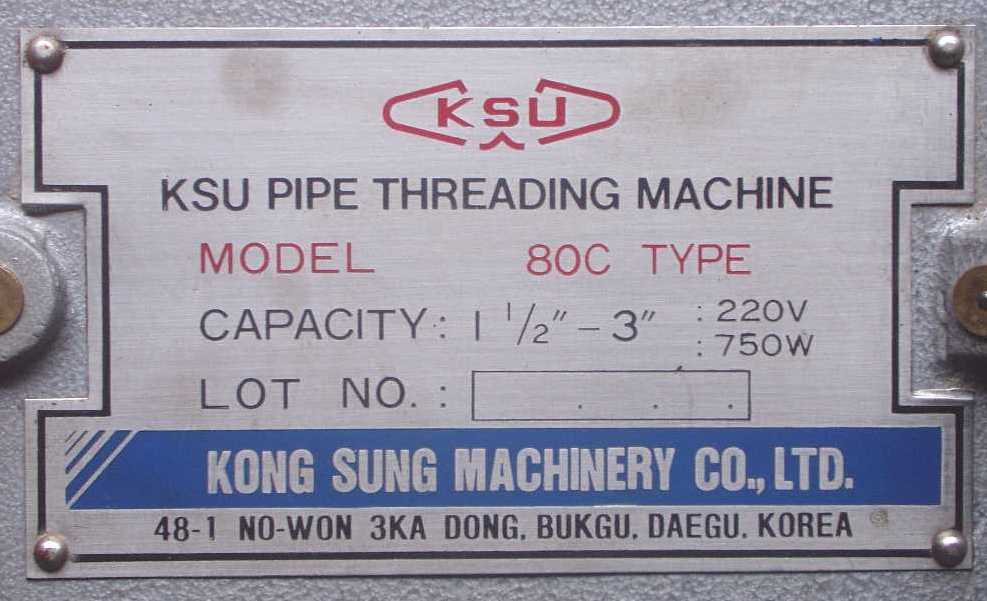 KSU
KSU PIPE THREADING MACHINE
MODEL 80C TYPE
CAPACITY: 1 1/2" - 3" : 220V
: 750W
LOT NO. : . . .
KONG SUNG MACHINERY CO., LTD.
48-1 NO-WON 3KA DONG, BUKGU, DAEGU, KOREA